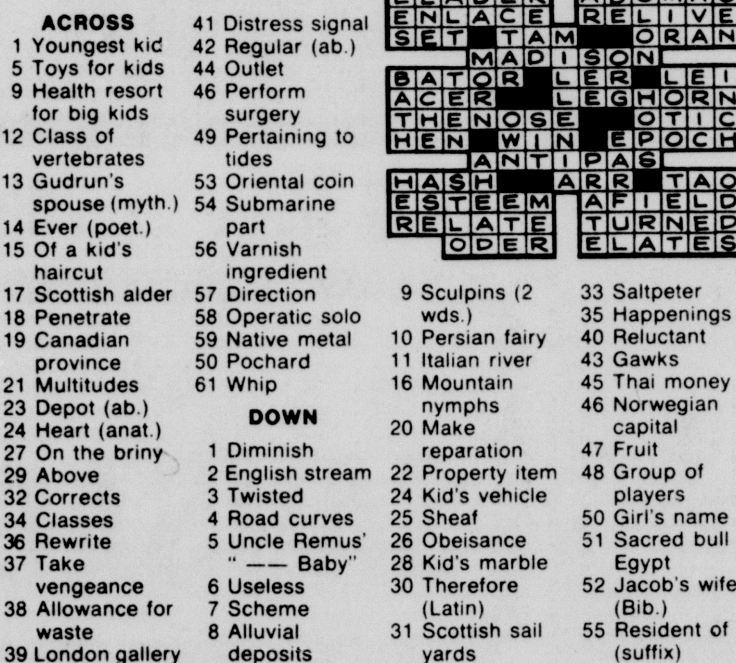 ACROSS
1 Youngest kid
5 Toys for kids
9 Health resort
for big kids
12 Class of
vertebrates
13 Gudrun's
spouse (myth.)
14 Ever (poet.)
15 Of a kid's
haircut
17 Scottish alder
18 Penetrate
19 Canadian
province
21 Multitudes
23 Depot (ab.)
24 Heart (anat.)
27 On the briny
29 Above
32 Corrects
34 Classes
36 Rewrite
37 Take
vengeance
38 Allowance for
waste
39 London gallery
41 Distress signal
42 Regular (ab.)
44 Outlet
46 Perform
surgery
49 Pertaining to
tides
53 Oriental coin
54 Submarine
part
56 Varnish
ingredient
57 Direction
58 Operatic solo
59 Native metal
50 Pochard
61 Whip
DOWN
1 Diminish
2 English stream
3 Twisted
4 Road curves
5 Uncle Remus'
" —— Baby"
6 Useless
7 Scheme
8 Alluvial
deposits
ENLACE RELIVE
SET TAM ORAN
MADISON
BATOR LER LEI
ACER LEGHORN
THENOSE OTIC
HEN WIN EPOCH
ANTIPAS
HASH ARR TAO
ESTEEM AFIELD
RELATE TURNED
ODER ELATES
9 Sculpins (2
wds.)
10 Persian fairy
11 Italian river
16 Mountain
nymphs
20 Make
reparation
22 Property item
24 Kid's vehicle
25 Sheaf
26 Obeisance
28 Kid's marble
30 Therefore
(Latin)
31 Scottish sail
yards
33 Saltpeter
35 Happenings
40 Reluctant
43 Gawks
45 Thai money
46 Norwegian
capital
47 Fruit
48 Group of
players
50 Girl's name
51 Sacred bull
Egypt
52 Jacob's wife
(Bib.)
55 Resident of
(suffix)